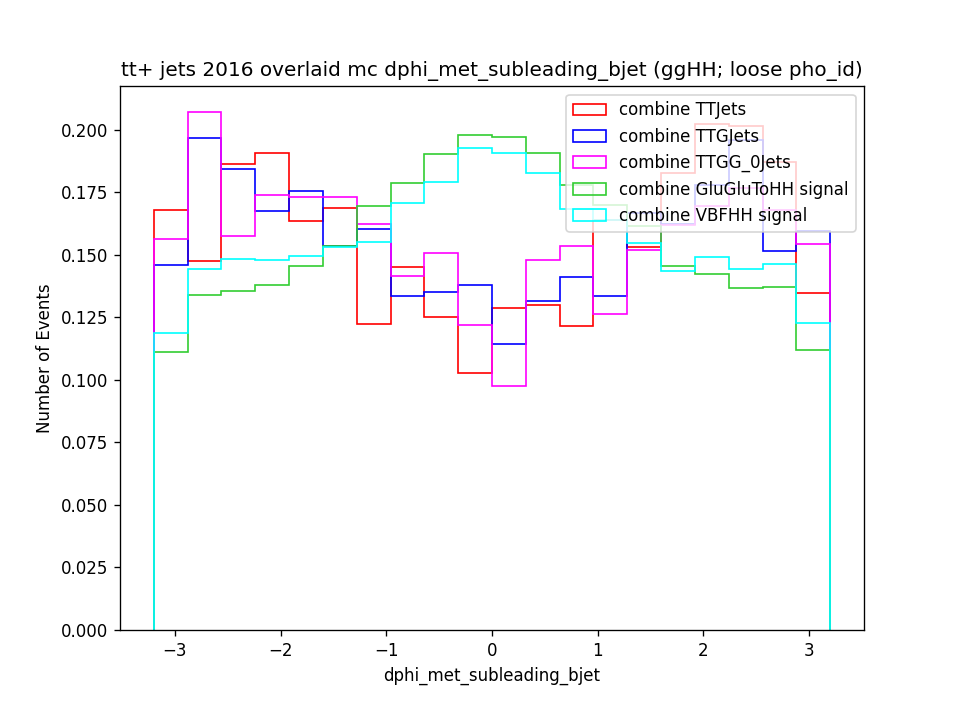 tt+ jets 2016 overlaid mc dphi_met_subleading_bjet (ggHH; loose pho_id)
combine TTJets
combine TTGJets
combine TTGG_0Jets
combine GluGluToHH signal
combine VBFHH signal
0.200
0.175
0.150
0.125
0.100
0.075
0.050
0.025
0.000
Number of Events
−3
−2
−1
0
1
2
3
dphi_met_subleading_bjet